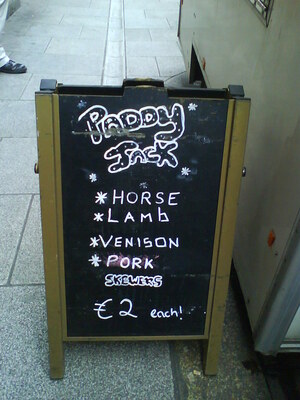 PADDY
JACK
* HORSE
* LAmb
* VENISON
* PORK
SKEWERS
€2 each!